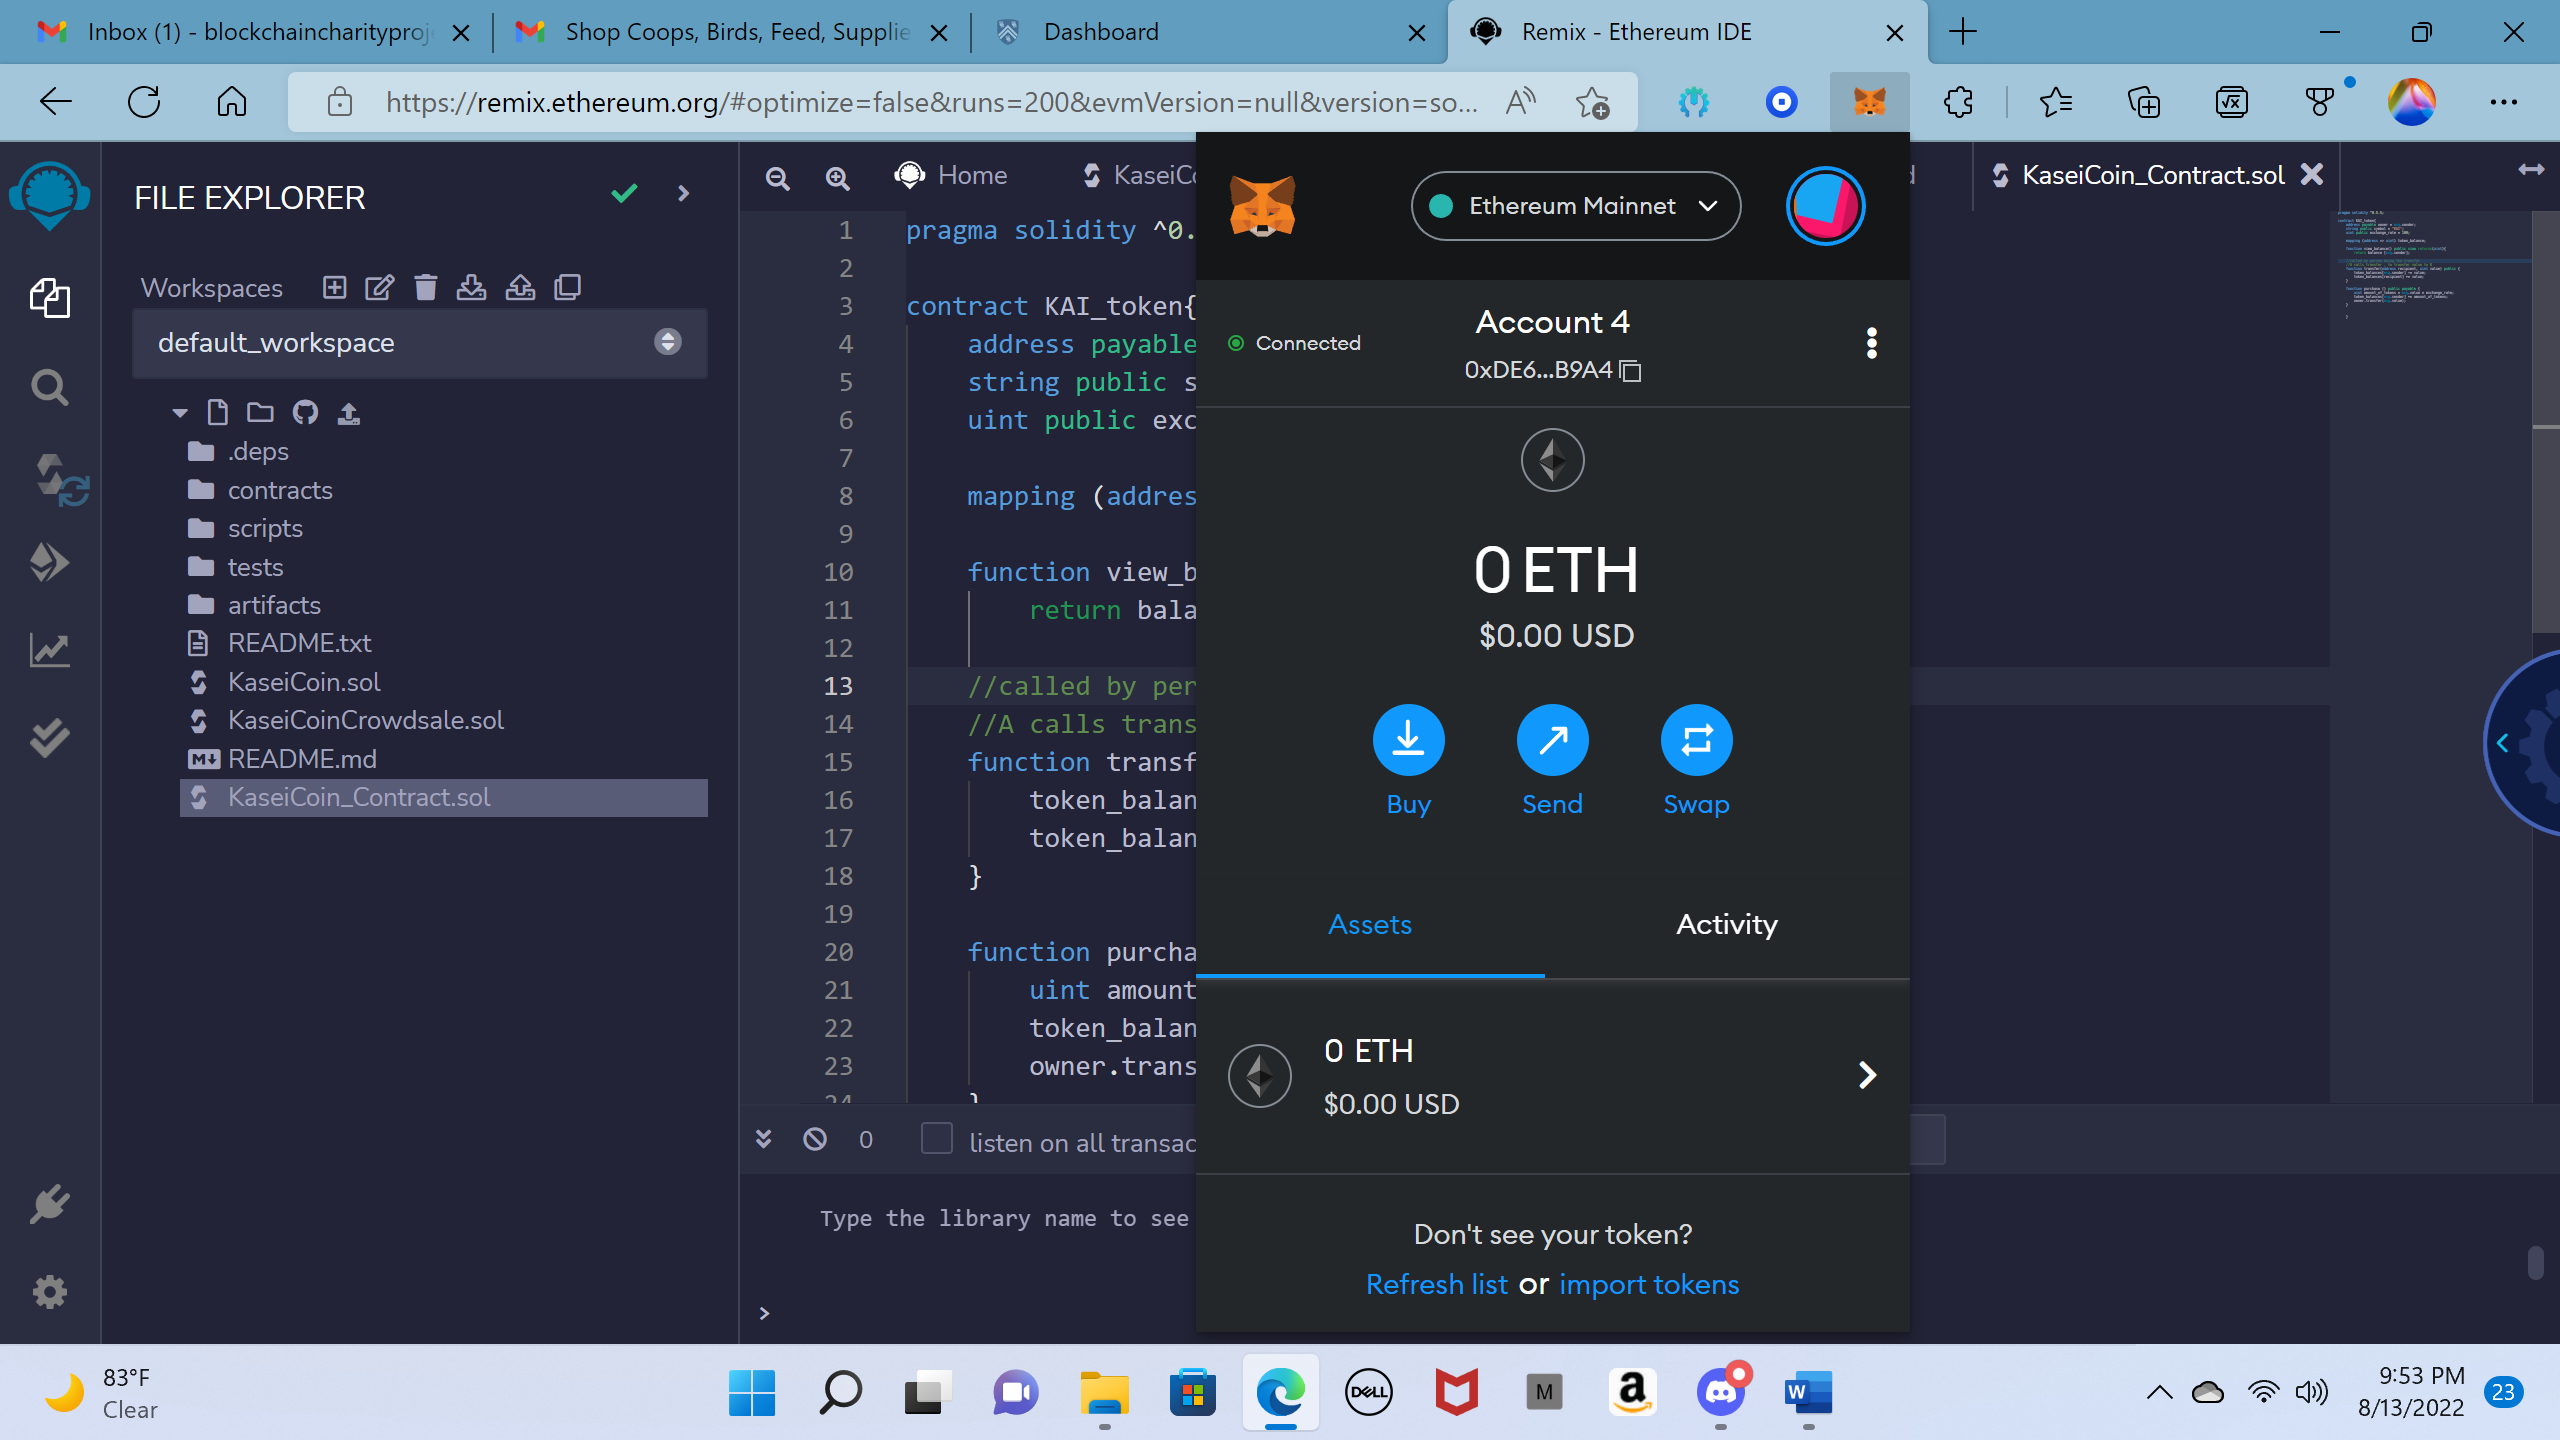 Inbox (1) - blockchaincharityproj
Shop Coops, Birds, Feed, Supplie
Dashboard
Remix - Ethereum IDE
https://remix.ethereum.org/#optimize=false&runs=200&evmVersion=null&version=so...
FILE EXPLORER
Workspaces
default_workspace
.deps
contracts
scripts
tests
artifacts
README.txt
KaseiCoin.sol
KaseiCoinCrowdsale.sol
README.md
KaseiCoin_Contract.sol
Home
KaseiCo
KaseiCoin_Contract.sol
1 pragma solidity ^0.
2
3 contract KAI_token{
4 address payable
5 string public s
6 uint public exc
7
8 mapping (addres
9
10 function view_b
11 return bala
12
13 //called by per
14 //A calls trans
15 function transf
16 token_balan
17 token_balan
18 }
19
20 function purcha
21 uint amount
22 token_balan
23 owner.trans
24 }
0
listen on all transac
Type the library name to see
>
Ethereum Mainnet
Connected
Account 4
0xDE6...B9A4
0 ETH
$0.00 USD
Buy
Send
Swap
Assets
Activity
0 ETH
$0.00 USD
Don't see your token?
Refresh list or import tokens
83°F
Clear
DELL
M
a
W
9:53 PM
8/13/2022
23